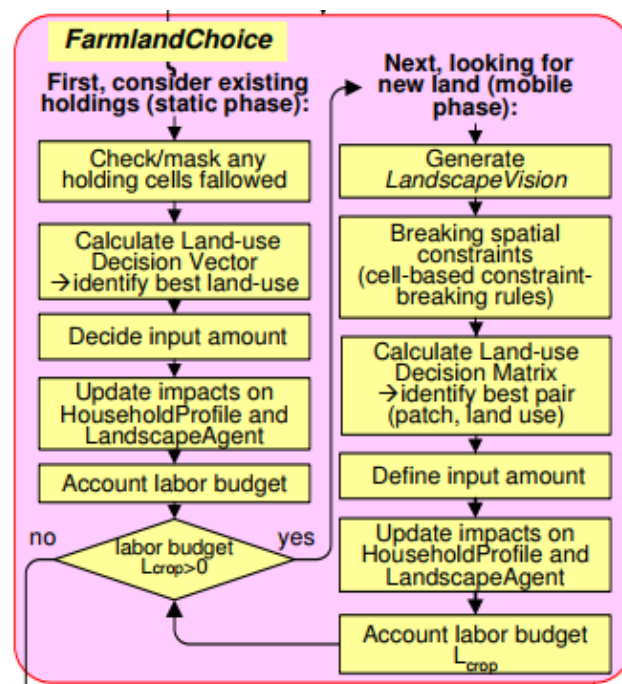 FarmlandChoice
First, consider existing
holdings (static phase):
Check/mask any
holding cells fallowed
Calculate Land-use
Decision Vector
→identify best land-use
Decide input amount
Update impacts on
HouseholdProfile and
LandscapeAgent
Account labor budget
no
labor budget
Lcrop>0
yes
Next, looking for
new land (mobile
phase):
Generate
LandscapeVision
Breaking spatial
constraints
(cell-based constraint-
breaking rules)
Calculate Land-use
Decision Matrix
→identify best pair
(patch, land use)
Define input amount
Update impacts on
HouseholdProfile and
LandscapeAgent
Account labor budget
Lcrop